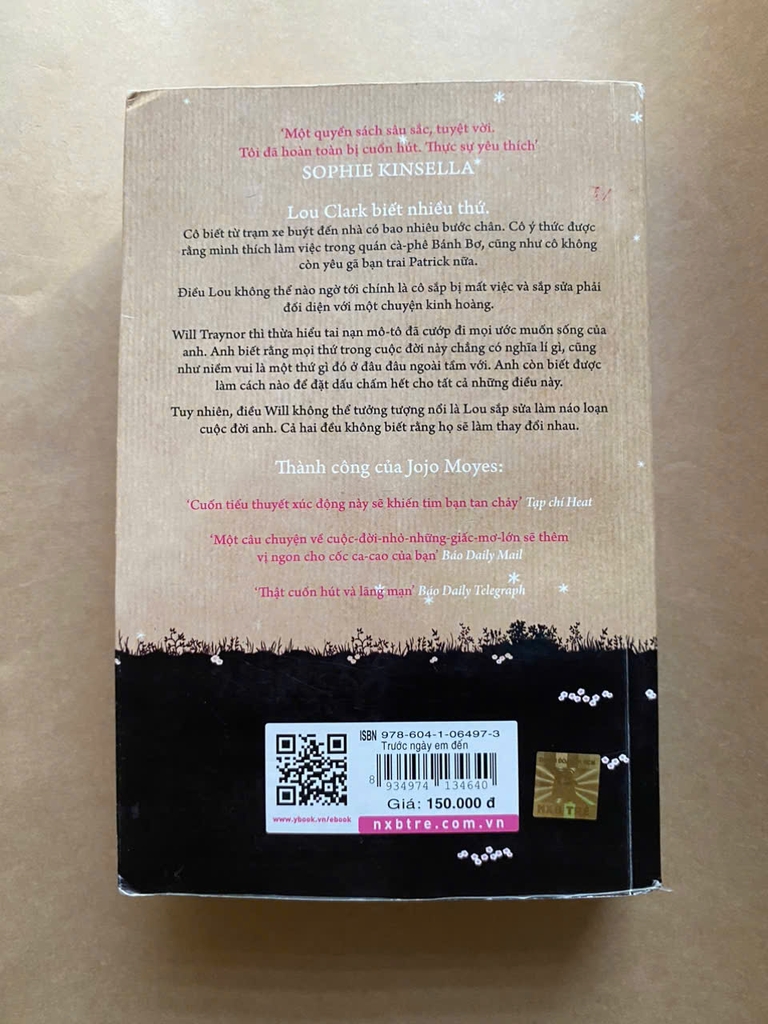 ‘Một quyển sách sâu sắc, tuyệt vời.
Tôi đã hoàn toàn bị cuốn hút. Thực sự yêu thích’
SOPHIE KINSELLA
Lou Clark biết nhiều thứ.
Cô biết từ trạm xe buýt đến nhà có bao nhiêu bước chân. Cô ý thức được
rằng mình thích làm việc trong quán cà-phê Bánh Bơ, cũng như cô không
còn yêu gã bạn trai Patrick nữa.
Điều Lou không thể nào ngờ tới chính là cô sắp bị mất việc và sắp sửa phải
đối diện với một chuyện kinh hoàng.
Will Traynor thì thừa hiểu tai nạn mô-tô đã cướp đi mọi ước muốn sống của
anh. Anh biết rằng mọi thứ trong cuộc đời này chẳng có nghĩa lí gì, cũng
như niềm vui là một thứ gì đó ở đâu đâu ngoài tầm với. Anh còn biết được
làm cách nào để đặt dấu chấm hết cho tất cả những điều này.
Tuy nhiên, điều Will không thể tưởng tượng nổi là Lou sắp sửa làm náo loạn
cuộc đời anh. Cả hai đều không biết rằng họ sẽ làm thay đổi nhau.
Thành công của Jojo Moyes:
‘Cuốn tiểu thuyết xúc động này sẽ khiến tim bạn tan chảy’ Tạp chí Heat
‘Một câu chuyện về cuộc-đời-nhỏ-những-giấc-mơ-lớn sẽ thêm
vị ngon cho cốc ca-cao của bạn’ Báo Daily Mail
‘Thật cuốn hút và lãng mạn’ Báo Daily Telegraph
ISBN 978-604-1-06497-3
Trước ngày em đến
8 934974 134640
Giá: 150.000 đ
www.ybook.vn/ebook
nxbtre.com.vn
NXB TRẺ